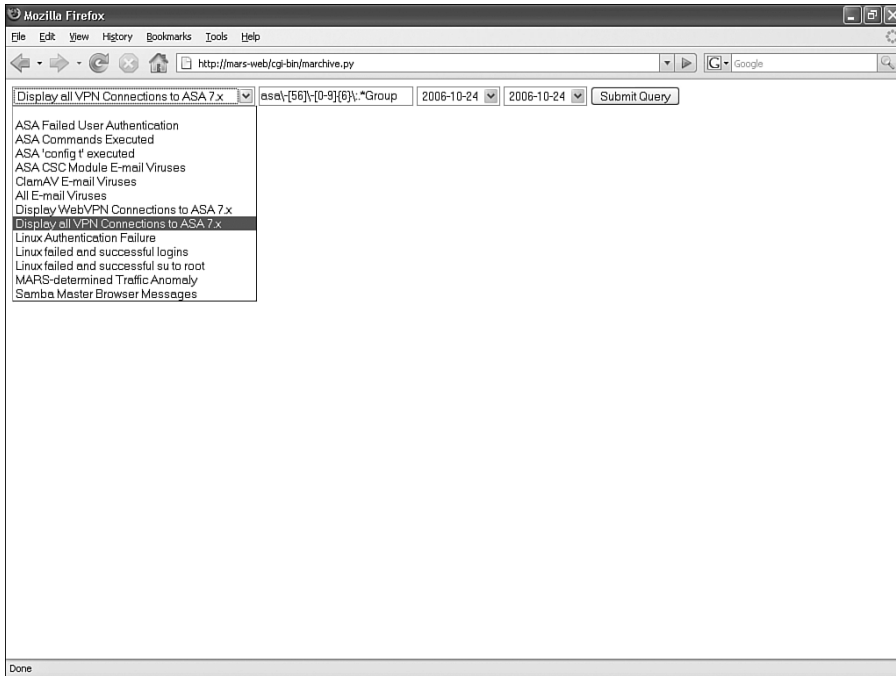 Mozilla Firefox
File Edit View History Bookmarks Tools Help
http://mars-web/cgi-bin/marchive.py G Google
Display all VPN Connections to ASA 7.x asa\-[56]\-[0-9]{6}\:.*Group 2006-10-24 2006-10-24 Submit Query
ASA Failed User Authentication
ASA Commands Executed
ASA 'config t' executed
ASA CSC Module E-mail Viruses
ClamAV E-mail Viruses
All E-mail Viruses
Display WebVPN Connections to ASA 7.x
Display all VPN Connections to ASA 7.x
Linux Authentication Failure
Linux failed and successful logins
Linux failed and successful su to root
MARS-determined Traffic Anomaly
Samba Master Browser Messages
Done